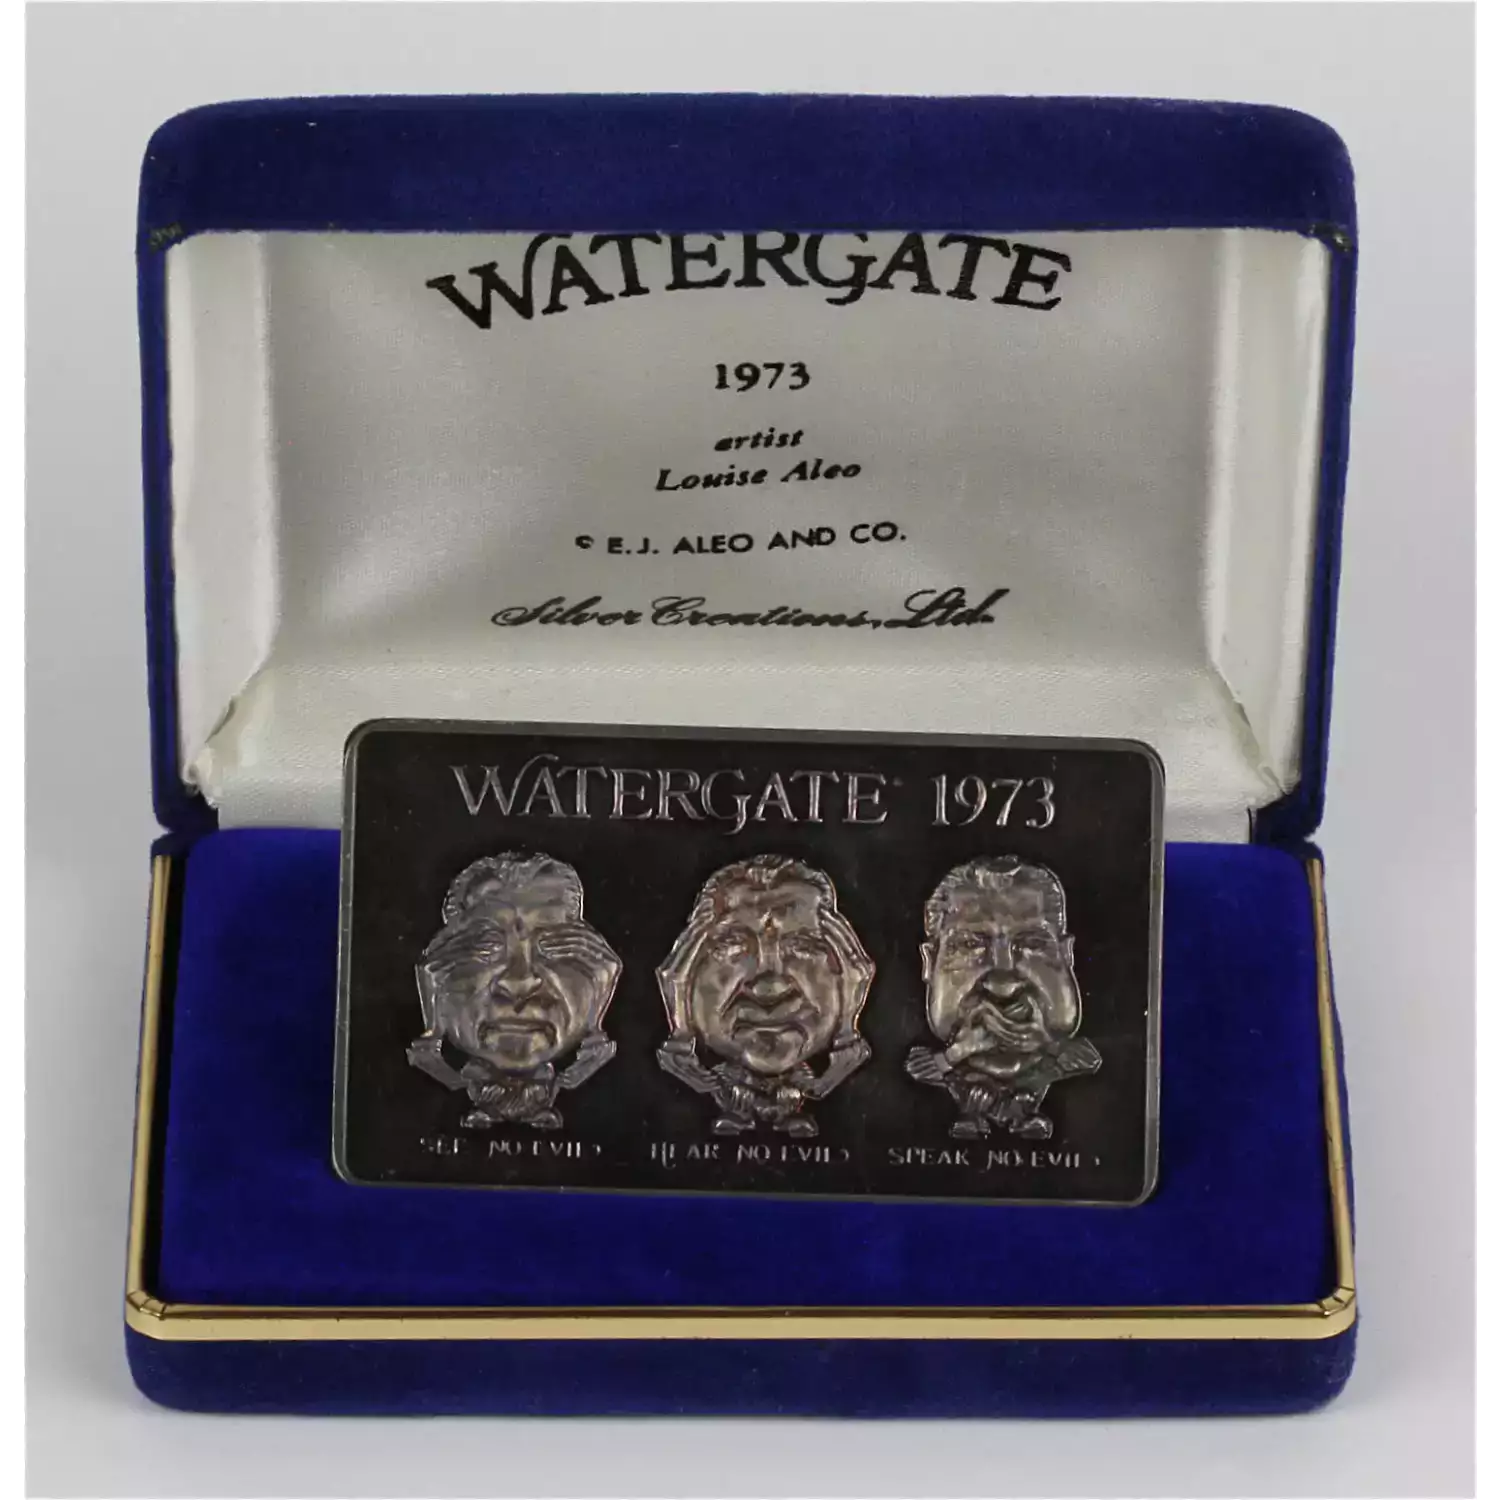 WATERGATE
1973
artist
Louise Aleo
© E.J. ALEO AND CO.
Silver Creations, Ltd.
WATERGATE 1973
SEE NO EVIL HEAR NO EVIL SPEAK NO EVIL